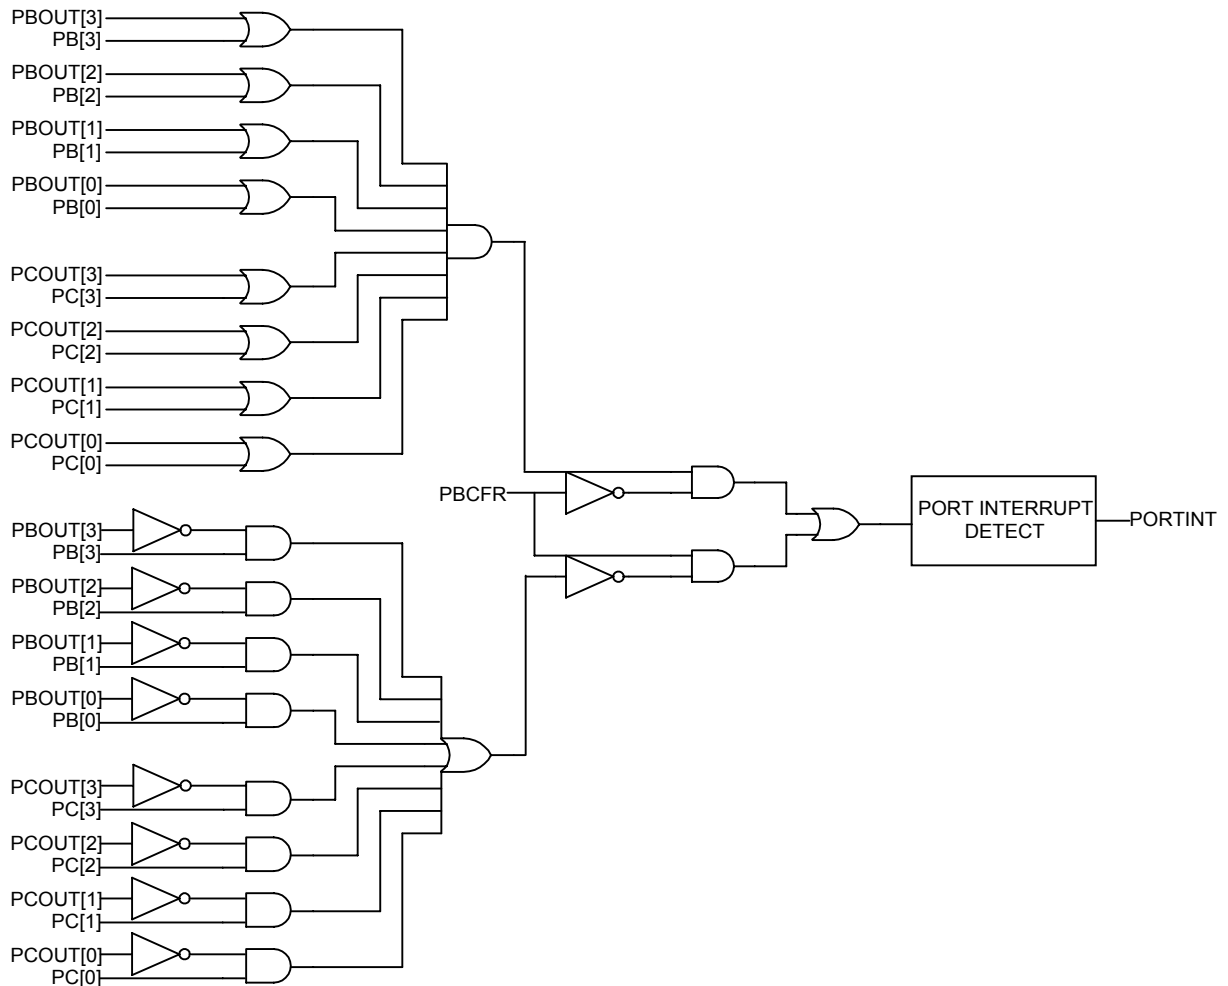 PBOUT[3]
PB[3]
PBOUT[2]
PB[2]
PBOUT[1]
PB[1]
PBOUT[0]
PB[0]
PCOUT[3]
PC[3]
PCOUT[2]
PC[2]
PCOUT[1]
PC[1]
PCOUT[0]
PC[0]
PBCFR
PORT INTERRUPT
DETECT
PORTINT
PBOUT[3]
PB[3]
PBOUT[2]
PB[2]
PBOUT[1]
PB[1]
PBOUT[0]
PB[0]
PCOUT[3]
PC[3]
PCOUT[2]
PC[2]
PCOUT[1]
PC[1]
PCOUT[0]
PC[0]